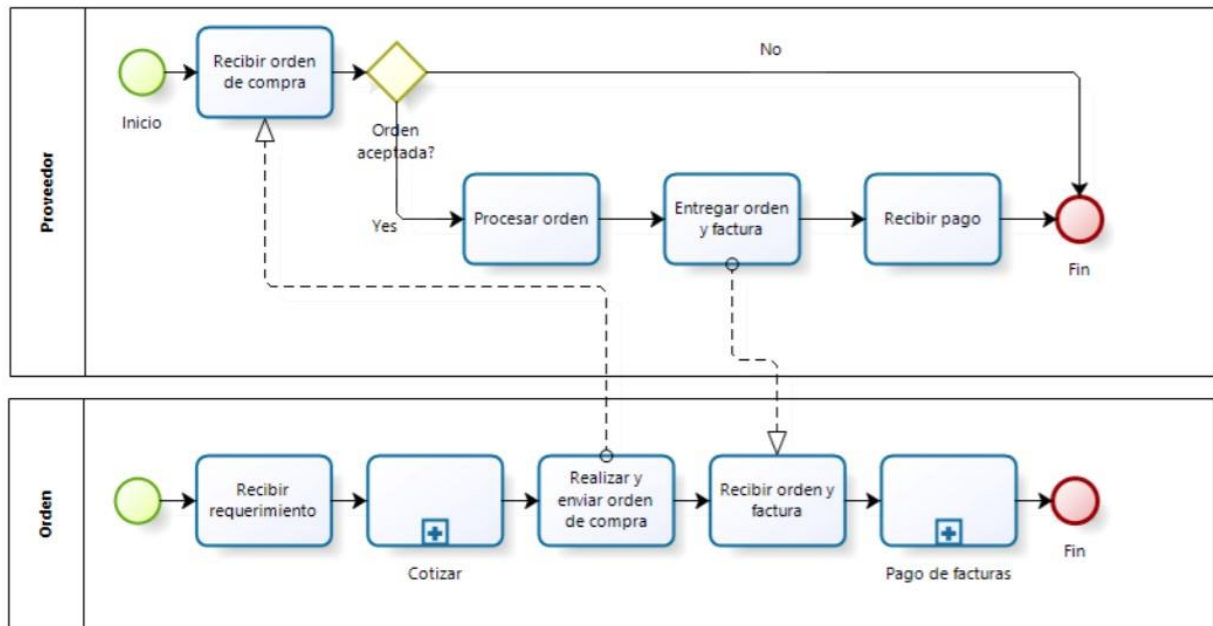 Proveedor
Inicio
Recibir orden
de compra
Orden
aceptada?
No
Yes
Procesar orden
Entregar orden
y factura
Recibir pago
Fin
Orden
Recibir
requerimiento
Cotizar
Realizar y
enviar orden
de compra
Recibir orden y
factura
Pago de facturas
Fin